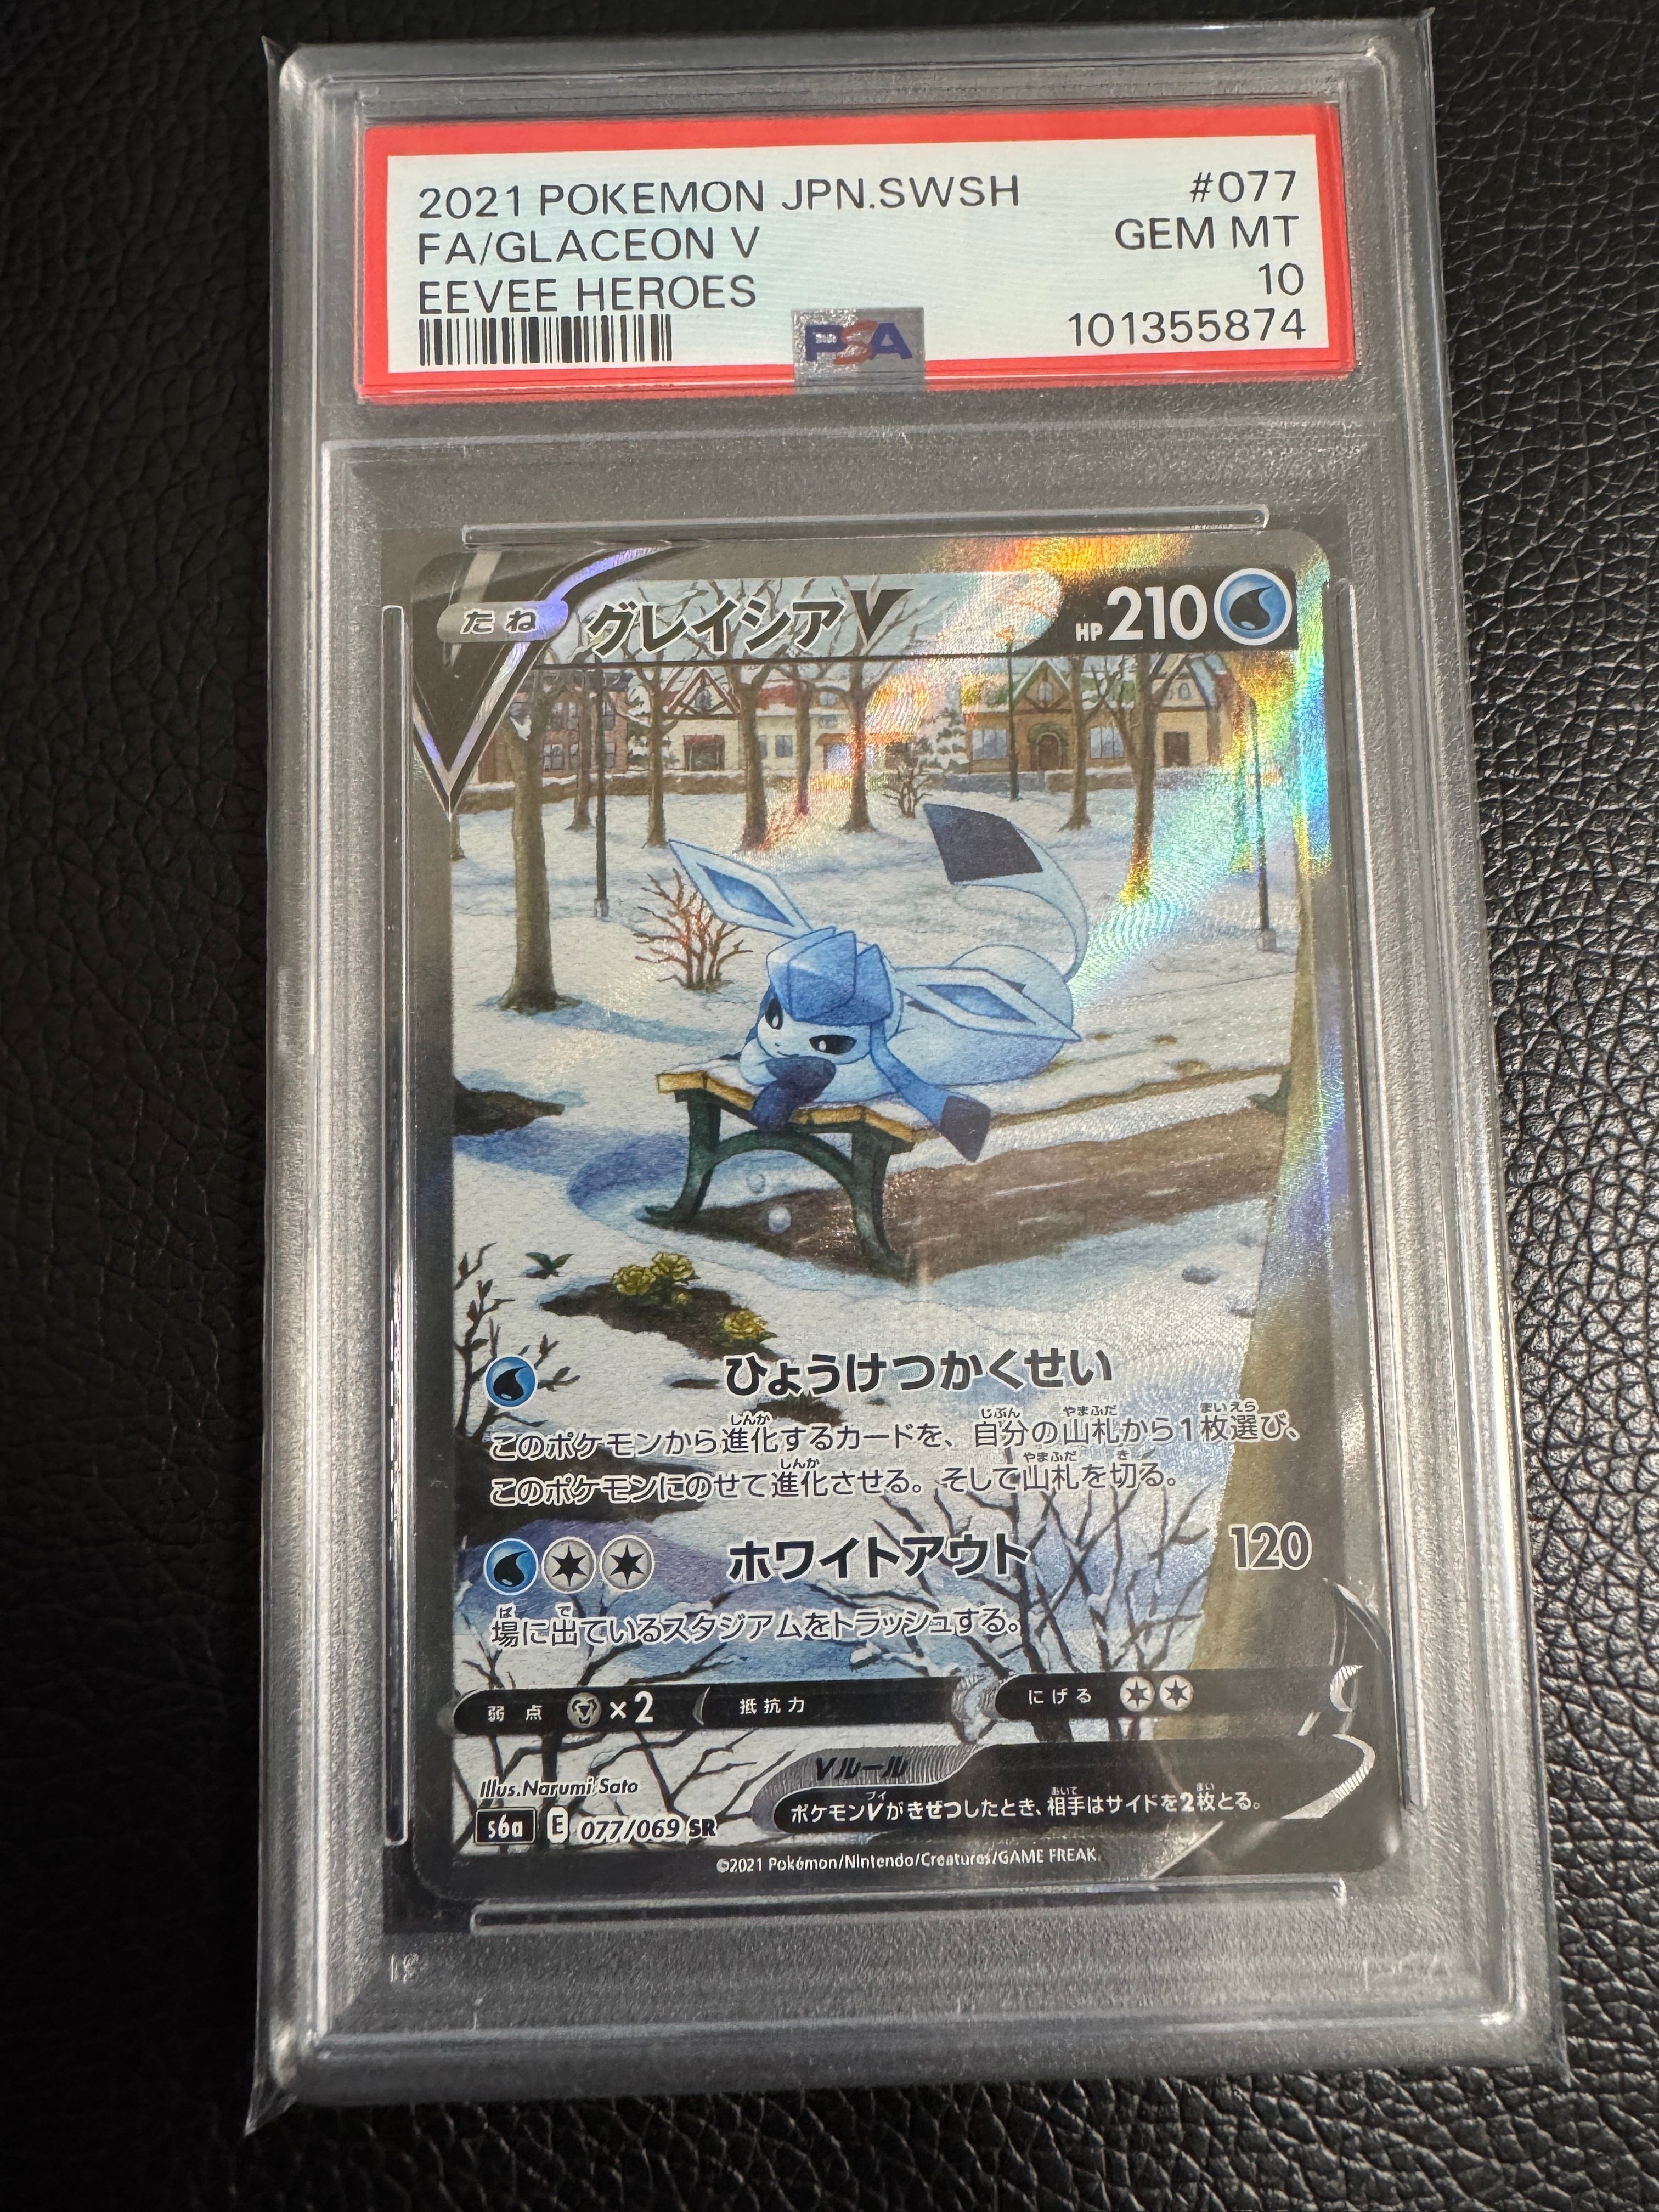 2021 POKEMON JPN.SWSH #077
FA/GLACEON V GEM MT
EEVEE HEROES 10
PSA 101355874
たね グレイシアV HP 210
ひょうけつかくせい
このポケモンから進化するカードを、自分の山札から1枚選び、
このポケモンにのせて進化させる。そして山札を切る。
ホワイトアウト 120
場に出ているスタジアムをトラッシュする。
弱点 ×2 抵抗力 にげる
Vルール
ポケモンVがきぜつしたとき、相手はサイドを2枚とる。
Illus.Narumi Sato
s6a E 077/069 SR
©2021 Pokémon/Nintendo/Creatures/GAME FREAK.